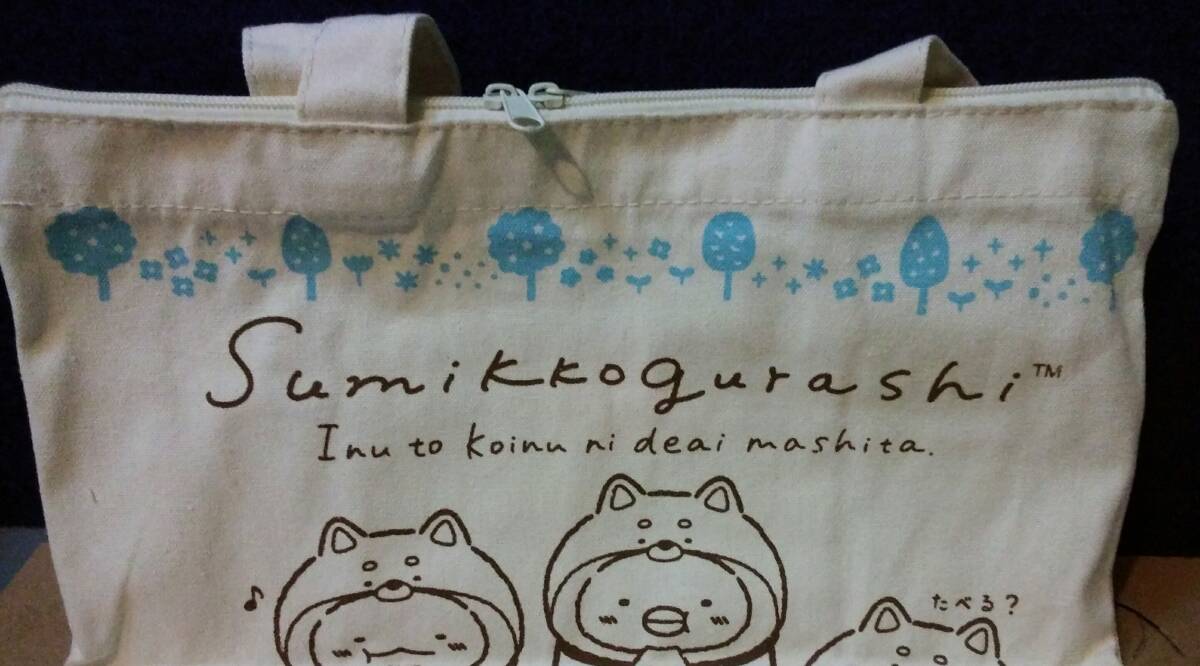 Sumikkogurashi™
Inu to koinu ni deai mashita.
たべる？